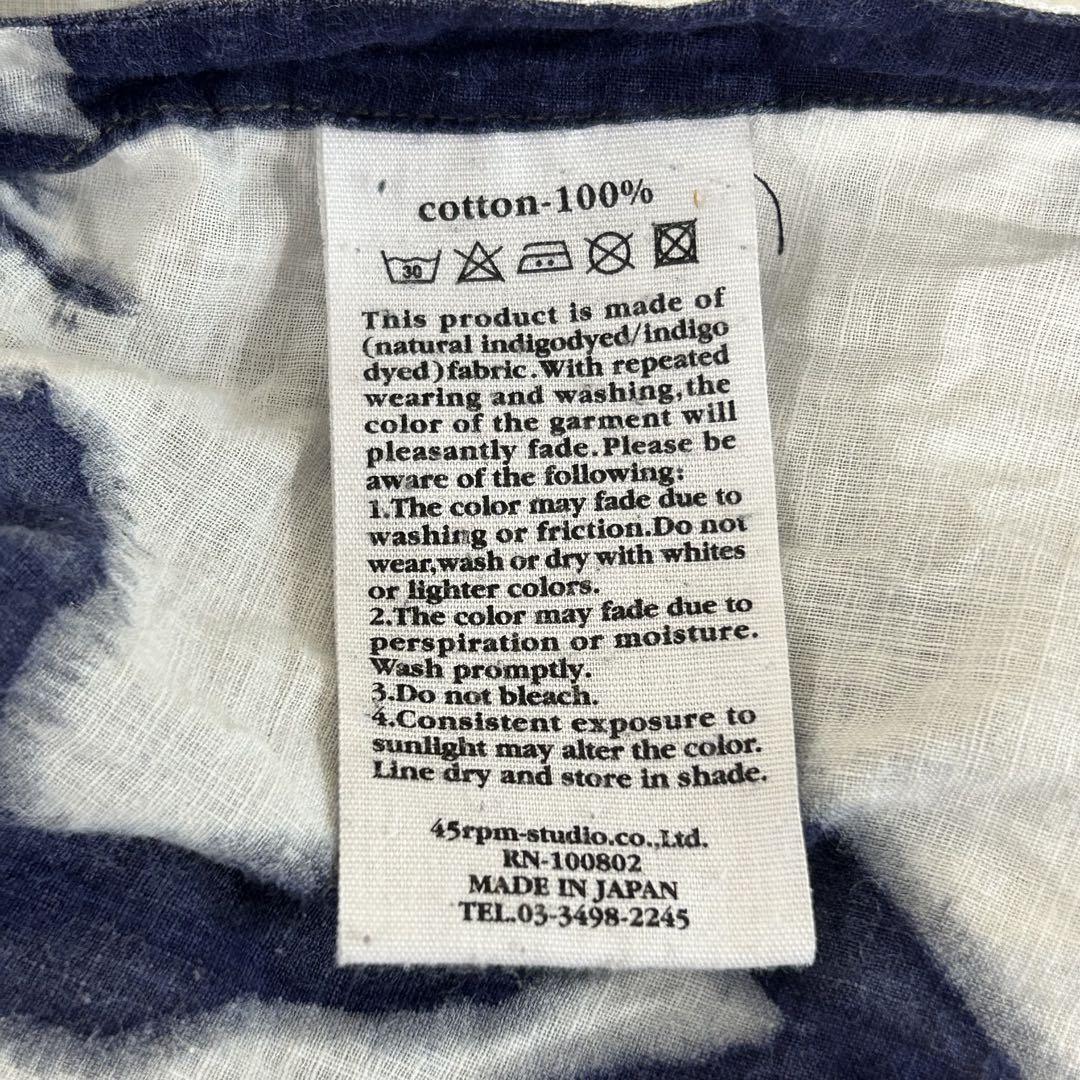 cotton-100%
30
This product is made of
(natural indigodyed/indigo
dyed)fabric.With repeated
wearing and washing,the
color of the garment will
pleasantly fade.Please be
aware of the following:
1.The color may fade due to
washing or friction.Do not
wear,wash or dry with whites
or lighter colors.
2.The color may fade due to
perspiration or moisture.
Wash promptly.
3.Do not bleach.
4.Consistent exposure to
sunlight may alter the color.
Line dry and store in shade.
45rpm-studio.co.,Ltd.
RN-100802
MADE IN JAPAN
TEL.03-3498-2245